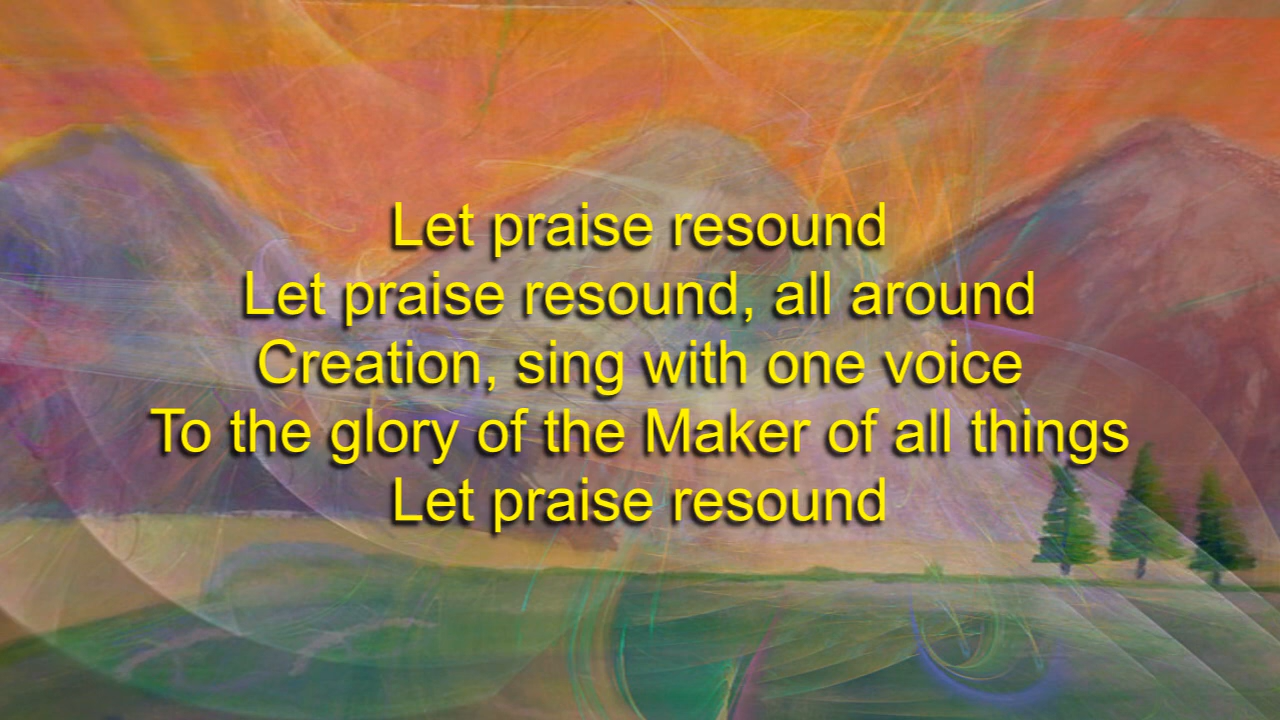 Let praise resound
Let praise resound, all around
Creation, sing with one voice
To the glory of the Maker of all things
Let praise resound